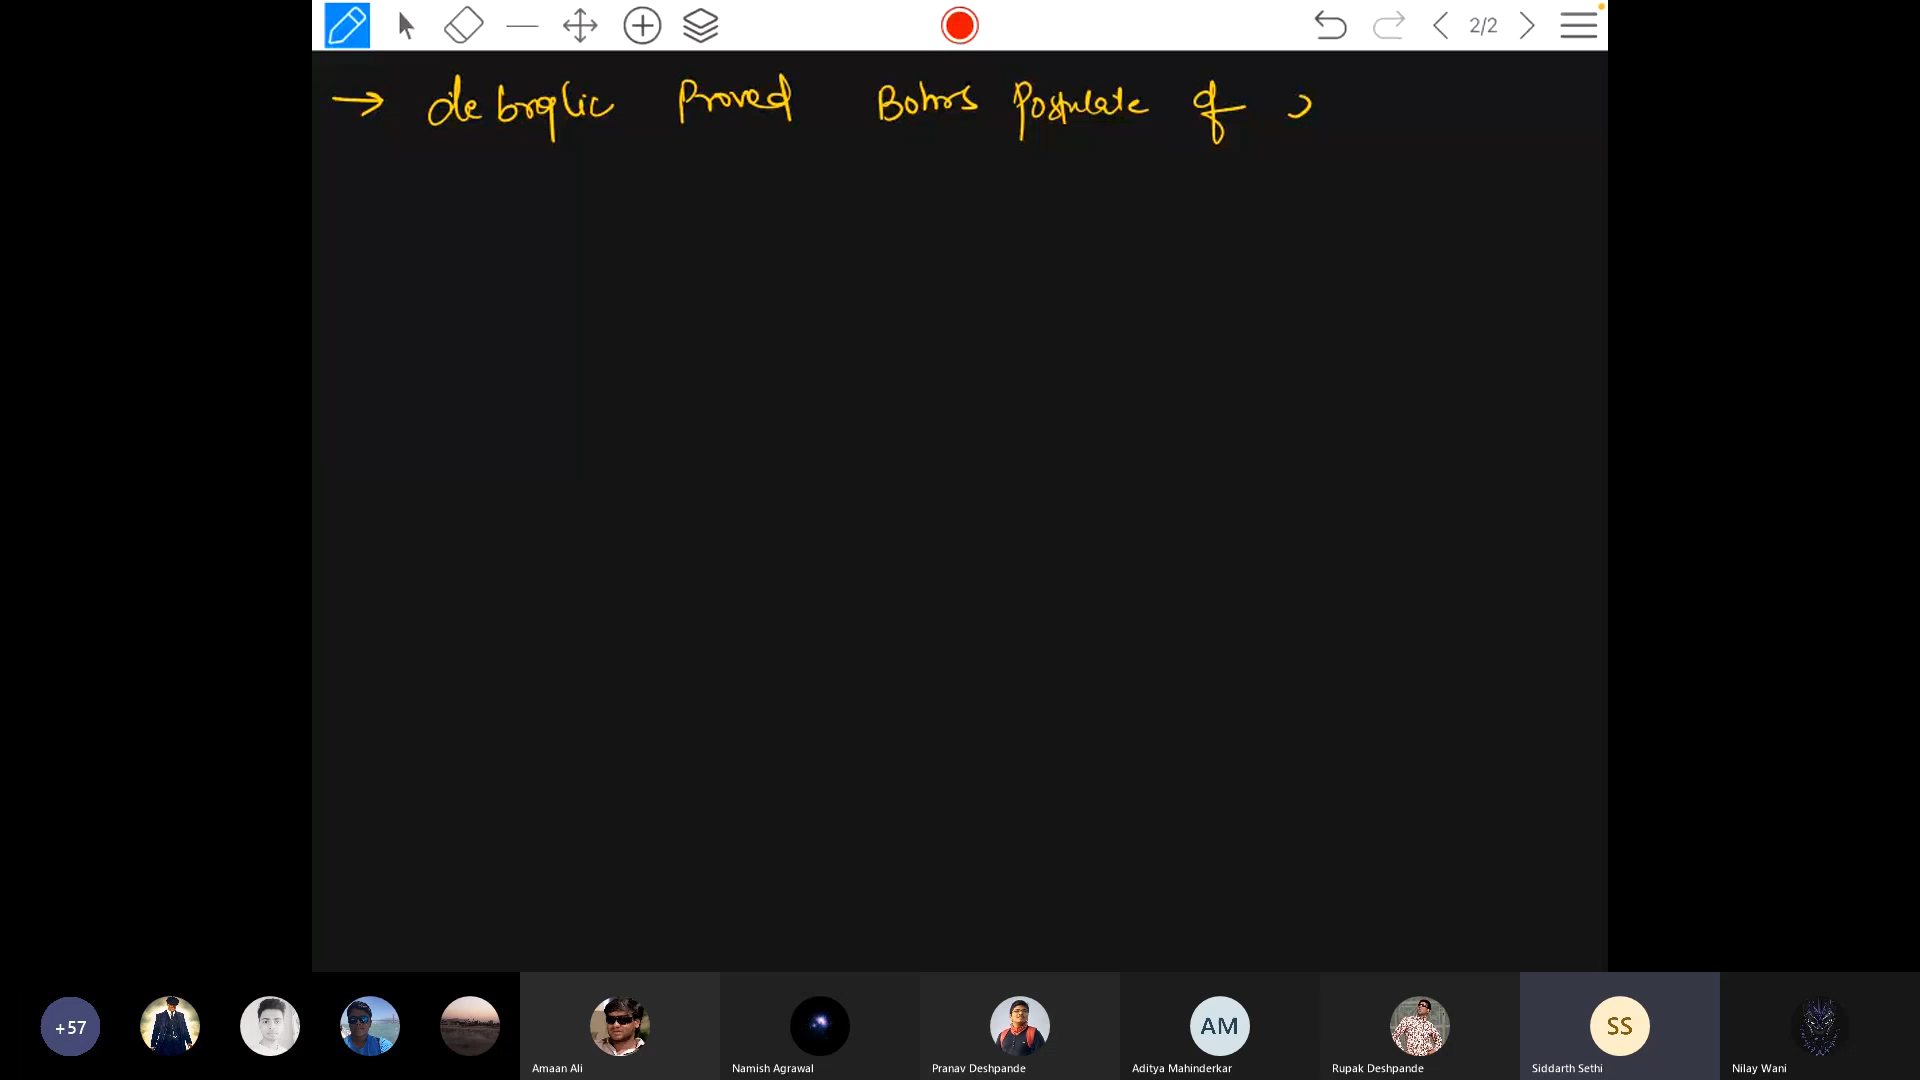 2/2
→ de broglie Proved Bohrs Postulate of
+57
AM
SS
Amaan Ali
Namish Agrawal
Pranav Deshpande
Aditya Mahinderkar
Rupak Deshpande
Siddarth Sethi
Nilay Wani